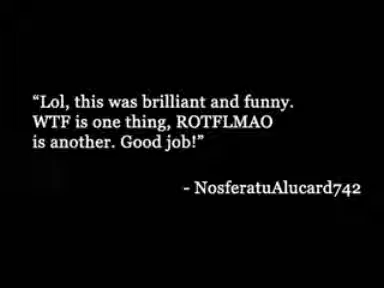 “Lol, this was brilliant and funny.
WTF is one thing, ROTFLMAO
is another. Good job!”
- NosferatuAlucard742